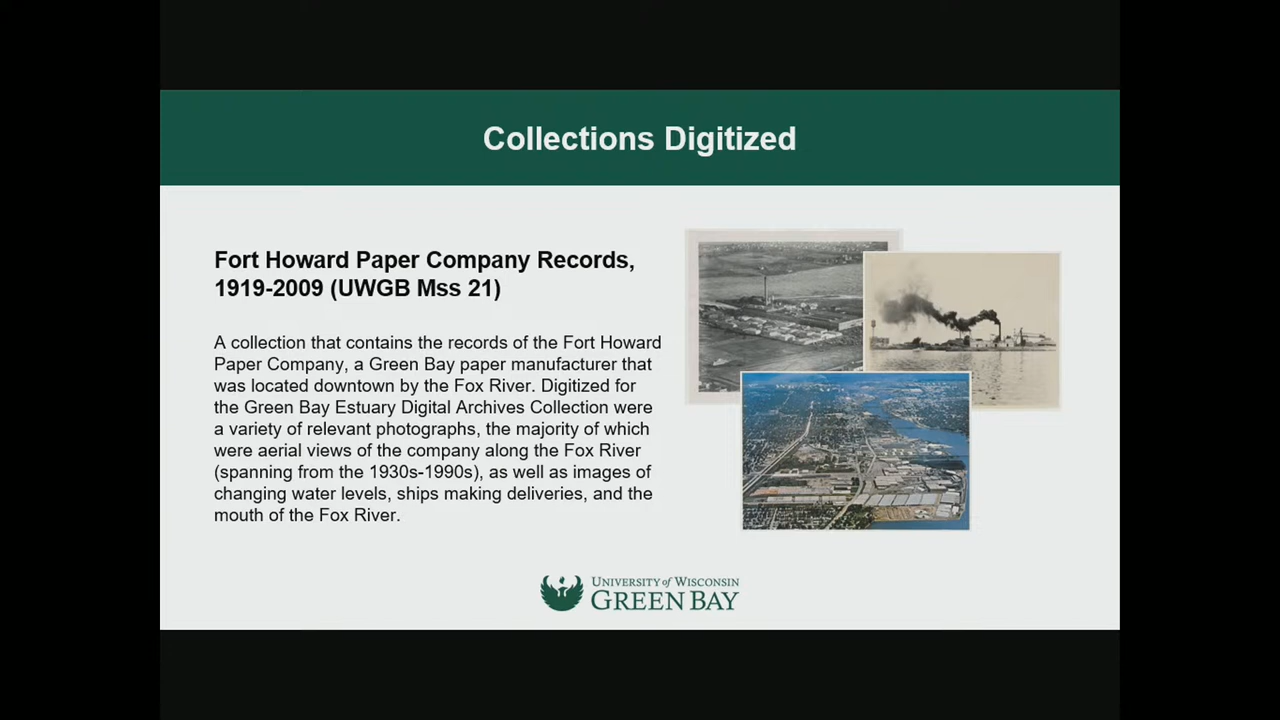 Collections Digitized
Fort Howard Paper Company Records,
1919-2009 (UWGB Mss 21)
A collection that contains the records of the Fort Howard
Paper Company, a Green Bay paper manufacturer that
was located downtown by the Fox River. Digitized for
the Green Bay Estuary Digital Archives Collection were
a variety of relevant photographs, the majority of which
were aerial views of the company along the Fox River
(spanning from the 1930s-1990s), as well as images of
changing water levels, ships making deliveries, and the
mouth of the Fox River.
UNIVERSITY of WISCONSIN
GREEN BAY